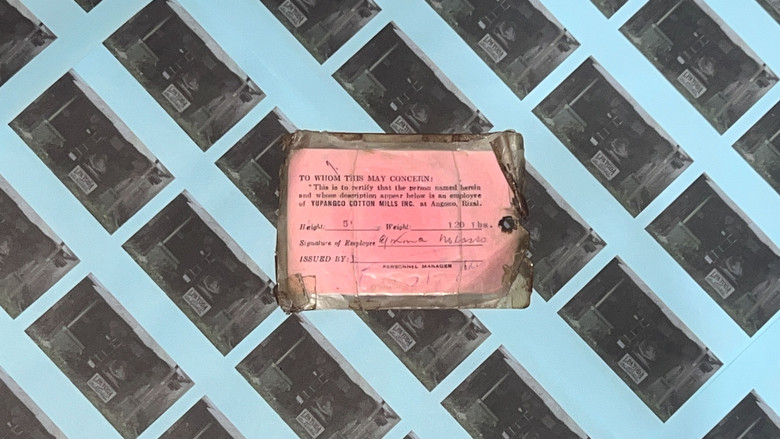 TO WHOM THIS MAY CONCERN:
This is to certify that the person named herein
and whose description appear below is an employee
of YUPANGCO COTTON MILLS INC. at Angono, Rizal.
Height: 5' Weight: 120 lbs.
Signature of Employee
ISSUED BY:
PERSONNEL MANAGER